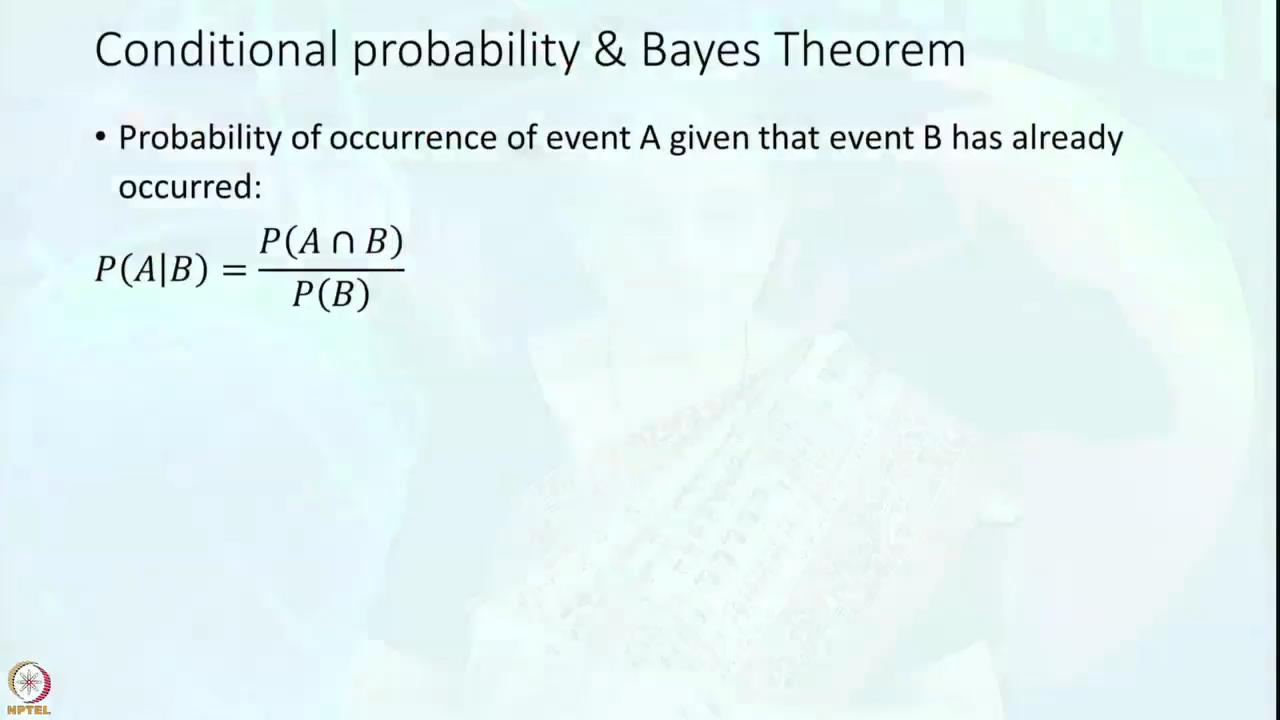 Conditional probability & Bayes Theorem
• Probability of occurrence of event A given that event B has already
occurred:
P(A|B) = P(A ∩ B) / P(B)
NPTEL